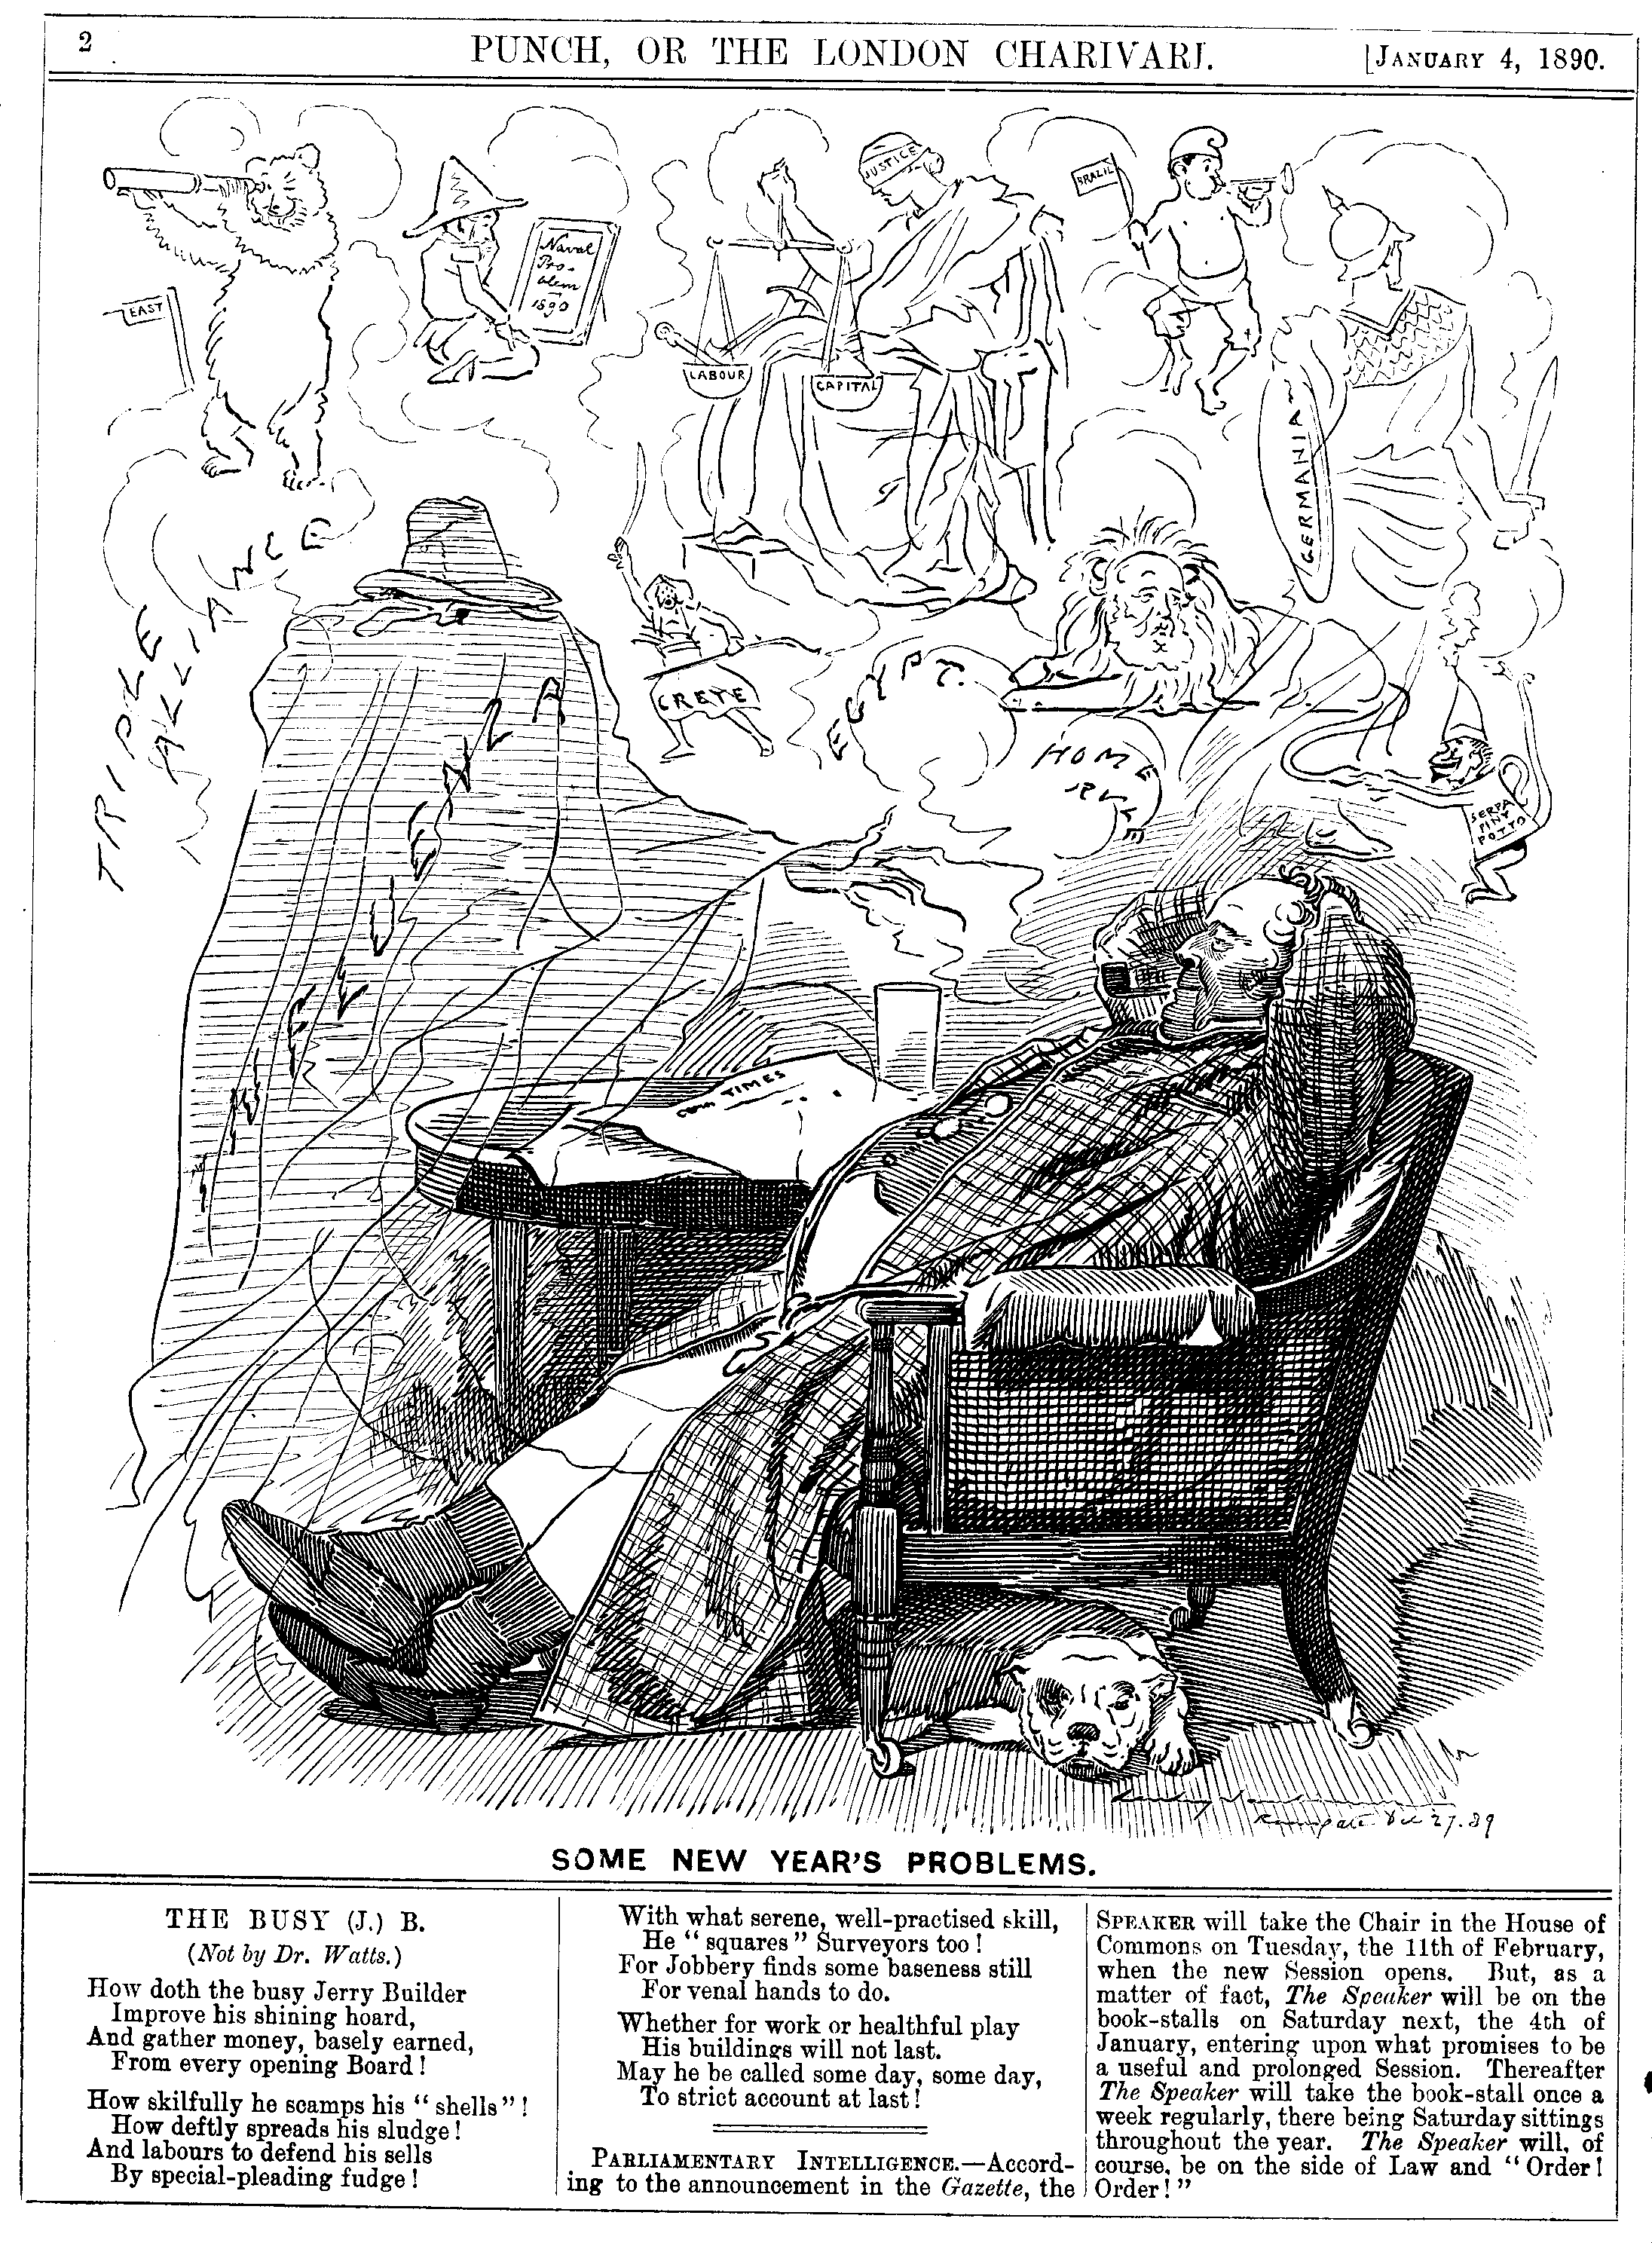 2
PUNCH, OR THE LONDON CHARIVARI.
[JANUARY 4, 1890.
EAST
Naval
Pro-
blem
1890
JUSTICE
LABOUR
CAPITAL
BRAZIL
GERMANIA
TRIPLE
ALLIANCE
CRETE
EGYPT.
HOME
RULE
SERPA
PINY
POTTO
INFLUENZA
TIMES
Dec 27. 89
SOME NEW YEAR'S PROBLEMS.
THE BUSY (J.) B.
(Not by Dr. Watts.)
How doth the busy Jerry Builder
Improve his shining hoard,
And gather money, basely earned,
From every opening Board!
How skilfully he scamps his "shells"!
How deftly spreads his sludge!
And labours to defend his sells
By special-pleading fudge!
With what serene, well-practised skill,
He "squares" Surveyors too!
For Jobbery finds some baseness still
For venal hands to do.
Whether for work or healthful play
His buildings will not last.
May he be called some day, some day,
To strict account at last!
PARLIAMENTARY INTELLIGENCE.—Accord-
ing to the announcement in the Gazette, the
SPEAKER will take the Chair in the House of
Commons on Tuesday, the 11th of February,
when the new Session opens. But, as a
matter of fact, The Speaker will be on the
book-stalls on Saturday next, the 4th of
January, entering upon what promises to be
a useful and prolonged Session. Thereafter
The Speaker will take the book-stall once a
week regularly, there being Saturday sittings
throughout the year. The Speaker will, of
course, be on the side of Law and "Order!
Order!"